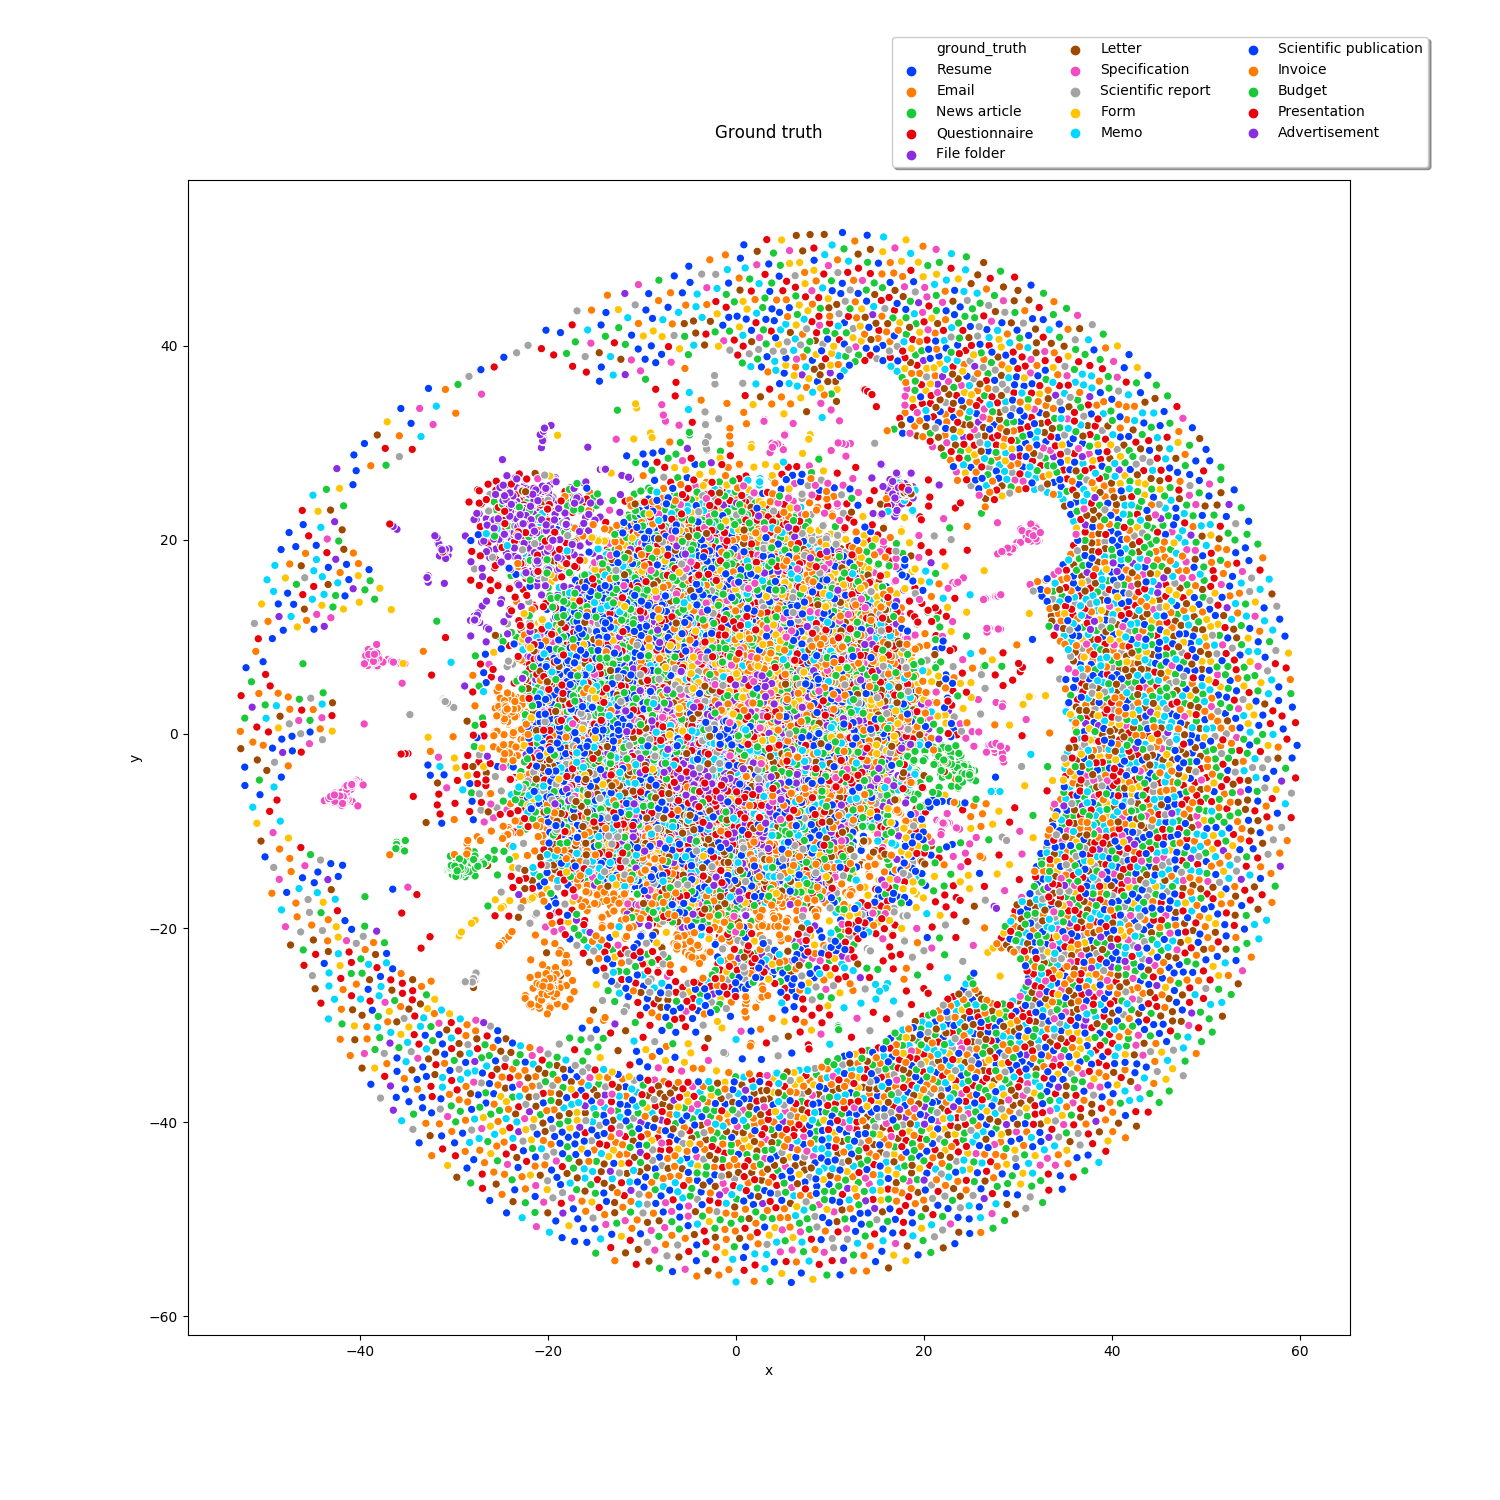 ground_truth
Resume
Email
News article
Questionnaire
File folder
Letter
Specification
Scientific report
Form
Memo
Scientific publication
Invoice
Budget
Presentation
Advertisement
Ground truth
40
20
0
−20
−40
−60
y
−40 −20 0 20 40 60
x